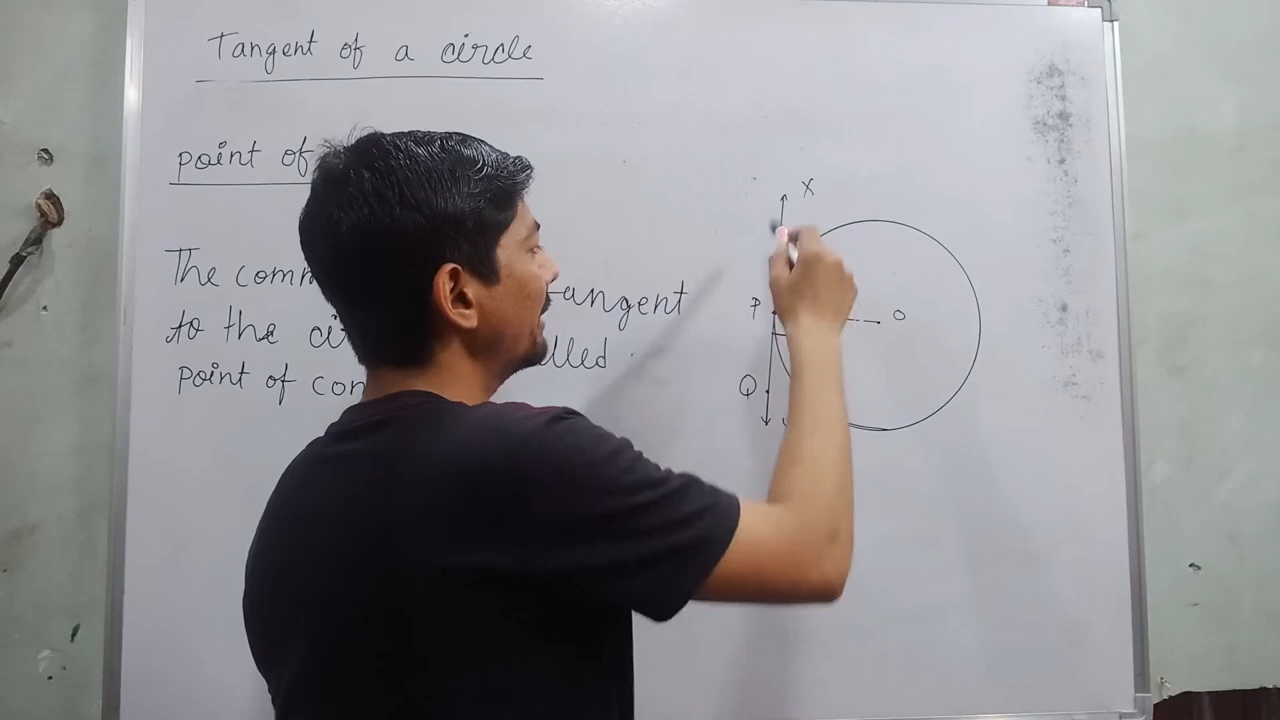 Tangent of a circle
point of
The comm tangent
to the ci lled
point of con
X
P
O
Q